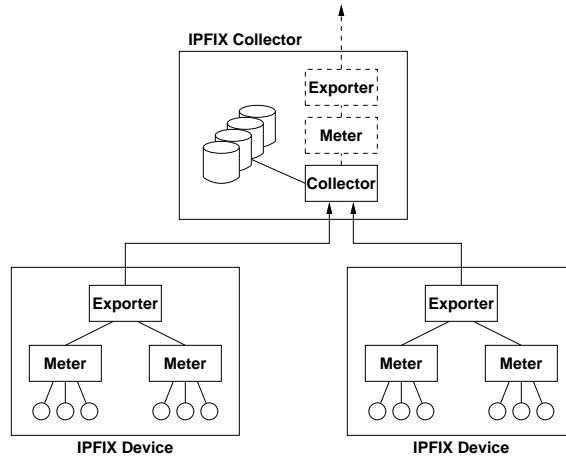 IPFIX Collector
Exporter
Meter
Collector
Exporter
Exporter
Meter
Meter
Meter
Meter
IPFIX Device
IPFIX Device